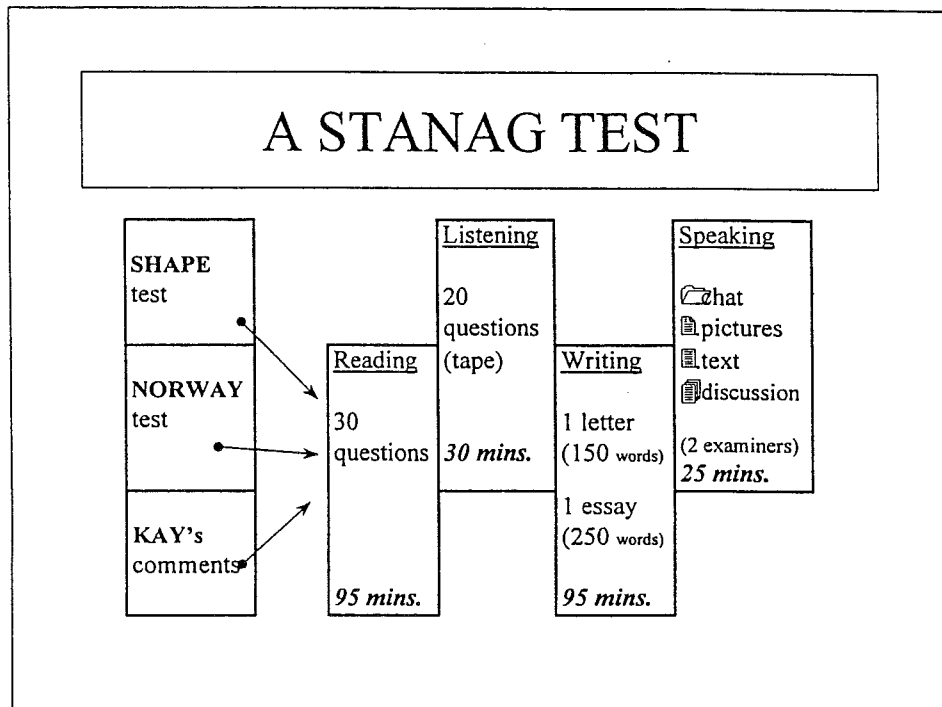 A STANAG TEST
SHAPE
test
NORWAY
test
KAY's
comments
Reading
30
questions
95 mins.
Listening
20
questions
(tape)
30 mins.
Writing
1 letter
(150 words)
1 essay
(250 words)
95 mins.
Speaking
chat
pictures
text
discussion
(2 examiners)
25 mins.